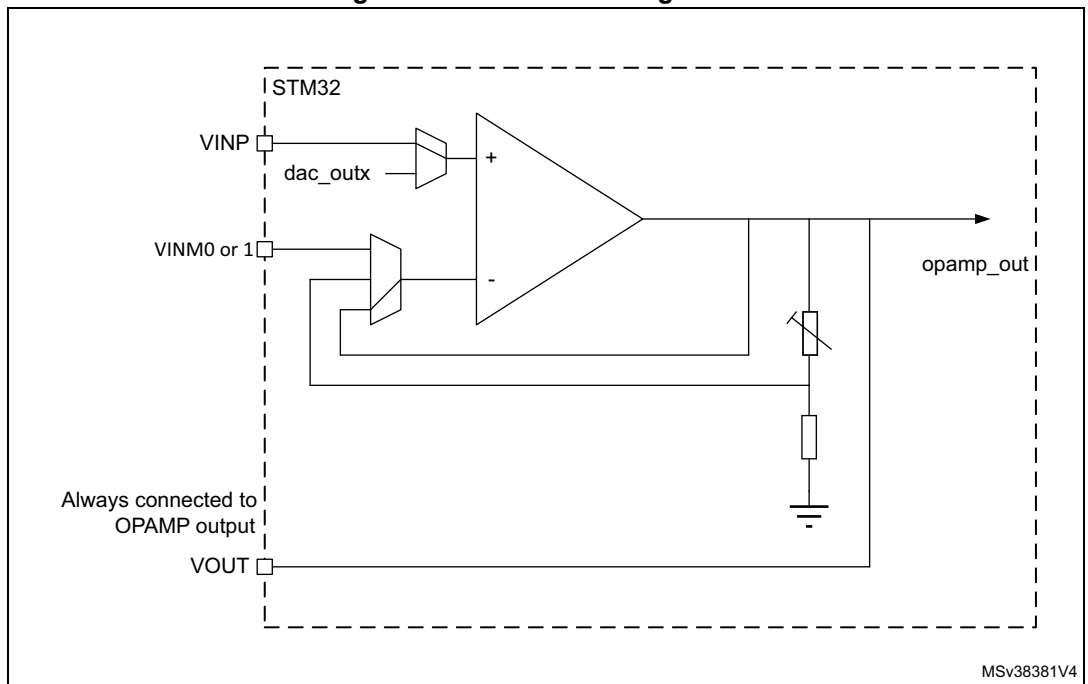 STM32
VINP
+
dac_outx
VINM0 or 1
-
opamp_out
Always connected to
OPAMP output
VOUT
MSv38381V4